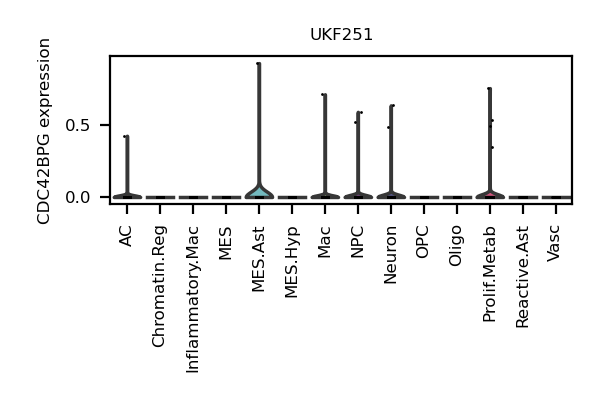 UKF251
CDC42BPG expression
0.5
0.0
AC
Chromatin.Reg
Inflammatory.Mac
MES
MES.Ast
MES.Hyp
Mac
NPC
Neuron
OPC
Oligo
Prolif.Metab
Reactive.Ast
Vasc